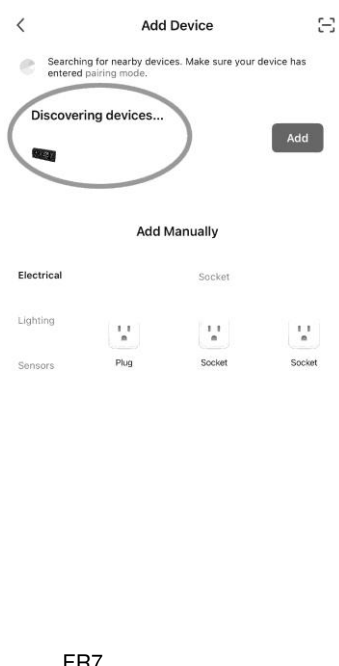 Add Device
Searching for nearby devices. Make sure your device has
entered pairing mode.
Discovering devices...
Add
Add Manually
Electrical
Socket
Lighting
Sensors
Plug
Socket
Socket